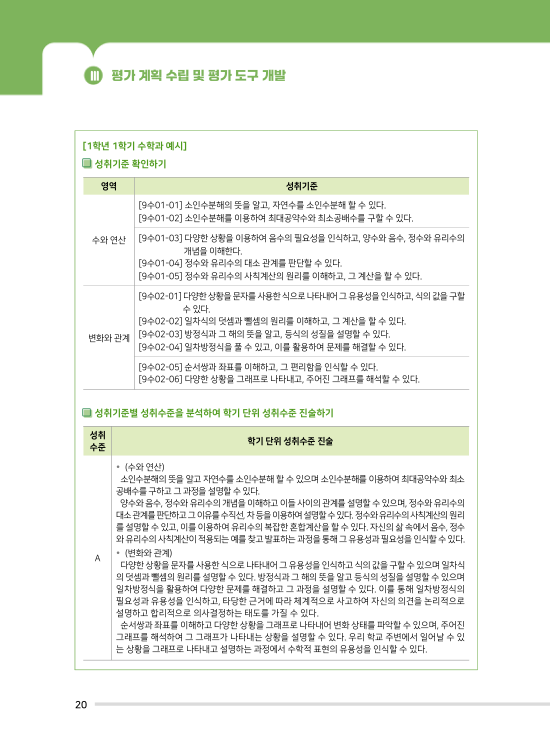 Ⅲ 평가 계획 수립 및 평가 도구 개발
[1학년 1학기 수학과 예시]
성취기준 확인하기
영역 성취기준
수와 연산
[9수01-01] 소인수분해의 뜻을 알고, 자연수를 소인수분해 할 수 있다.
[9수01-02] 소인수분해를 이용하여 최대공약수와 최소공배수를 구할 수 있다.
[9수01-03] 다양한 상황을 이용하여 음수의 필요성을 인식하고, 양수와 음수, 정수와 유리수의
개념을 이해한다.
[9수01-04] 정수와 유리수의 대소 관계를 판단할 수 있다.
[9수01-05] 정수와 유리수의 사칙계산의 원리를 이해하고, 그 계산을 할 수 있다.
변화와 관계
[9수02-01] 다양한 상황을 문자를 사용한 식으로 나타내어 그 유용성을 인식하고, 식의 값을 구할
수 있다.
[9수02-02] 일차식의 덧셈과 뺄셈의 원리를 이해하고, 그 계산을 할 수 있다.
[9수02-03] 방정식과 그 해의 뜻을 알고, 등식의 성질을 설명할 수 있다.
[9수02-04] 일차방정식을 풀 수 있고, 이를 활용하여 문제를 해결할 수 있다.
[9수02-05] 순서쌍과 좌표를 이해하고, 그 편리함을 인식할 수 있다.
[9수02-06] 다양한 상황을 그래프로 나타내고, 주어진 그래프를 해석할 수 있다.
성취기준별 성취수준을 분석하여 학기 단위 성취수준 진술하기
성취
수준
학기 단위 성취수준 진술
A
• (수와 연산)
소인수분해의 뜻을 알고 자연수를 소인수분해 할 수 있으며 소인수분해를 이용하여 최대공약수와 최소
공배수를 구하고 그 과정을 설명할 수 있다.
양수와 음수, 정수와 유리수의 개념을 이해하고 이들 사이의 관계를 설명할 수 있으며, 정수와 유리수의
대소 관계를 판단하고 그 이유를 수직선, 차 등을 이용하여 설명할 수 있다. 정수와 유리수의 사칙계산의 원리
를 설명할 수 있고, 이를 이용하여 유리수의 복잡한 혼합계산을 할 수 있다. 자신의 삶 속에서 음수, 정수
와 유리수의 사칙계산이 적용되는 예를 찾고 발표하는 과정을 통해 그 유용성과 필요성을 인식할 수 있다.
• (변화와 관계)
다양한 상황을 문자를 사용한 식으로 나타내어 그 유용성을 인식하고 식의 값을 구할 수 있으며 일차식
의 덧셈과 뺄셈의 원리를 설명할 수 있다. 방정식과 그 해의 뜻을 알고 등식의 성질을 설명할 수 있으며
일차방정식을 활용하여 다양한 문제를 해결하고 그 과정을 설명할 수 있다. 이를 통해 일차방정식의
필요성과 유용성을 인식하고, 타당한 근거에 따라 체계적으로 사고하여 자신의 의견을 논리적으로
설명하고 합리적으로 의사결정하는 태도를 가질 수 있다.
순서쌍과 좌표를 이해하고 다양한 상황을 그래프로 나타내어 변화 상태를 파악할 수 있으며, 주어진
그래프를 해석하여 그 그래프가 나타내는 상황을 설명할 수 있다. 우리 학교 주변에서 일어날 수 있
는 상황을 그래프로 나타내고 설명하는 과정에서 수학적 표현의 유용성을 인식할 수 있다.
20